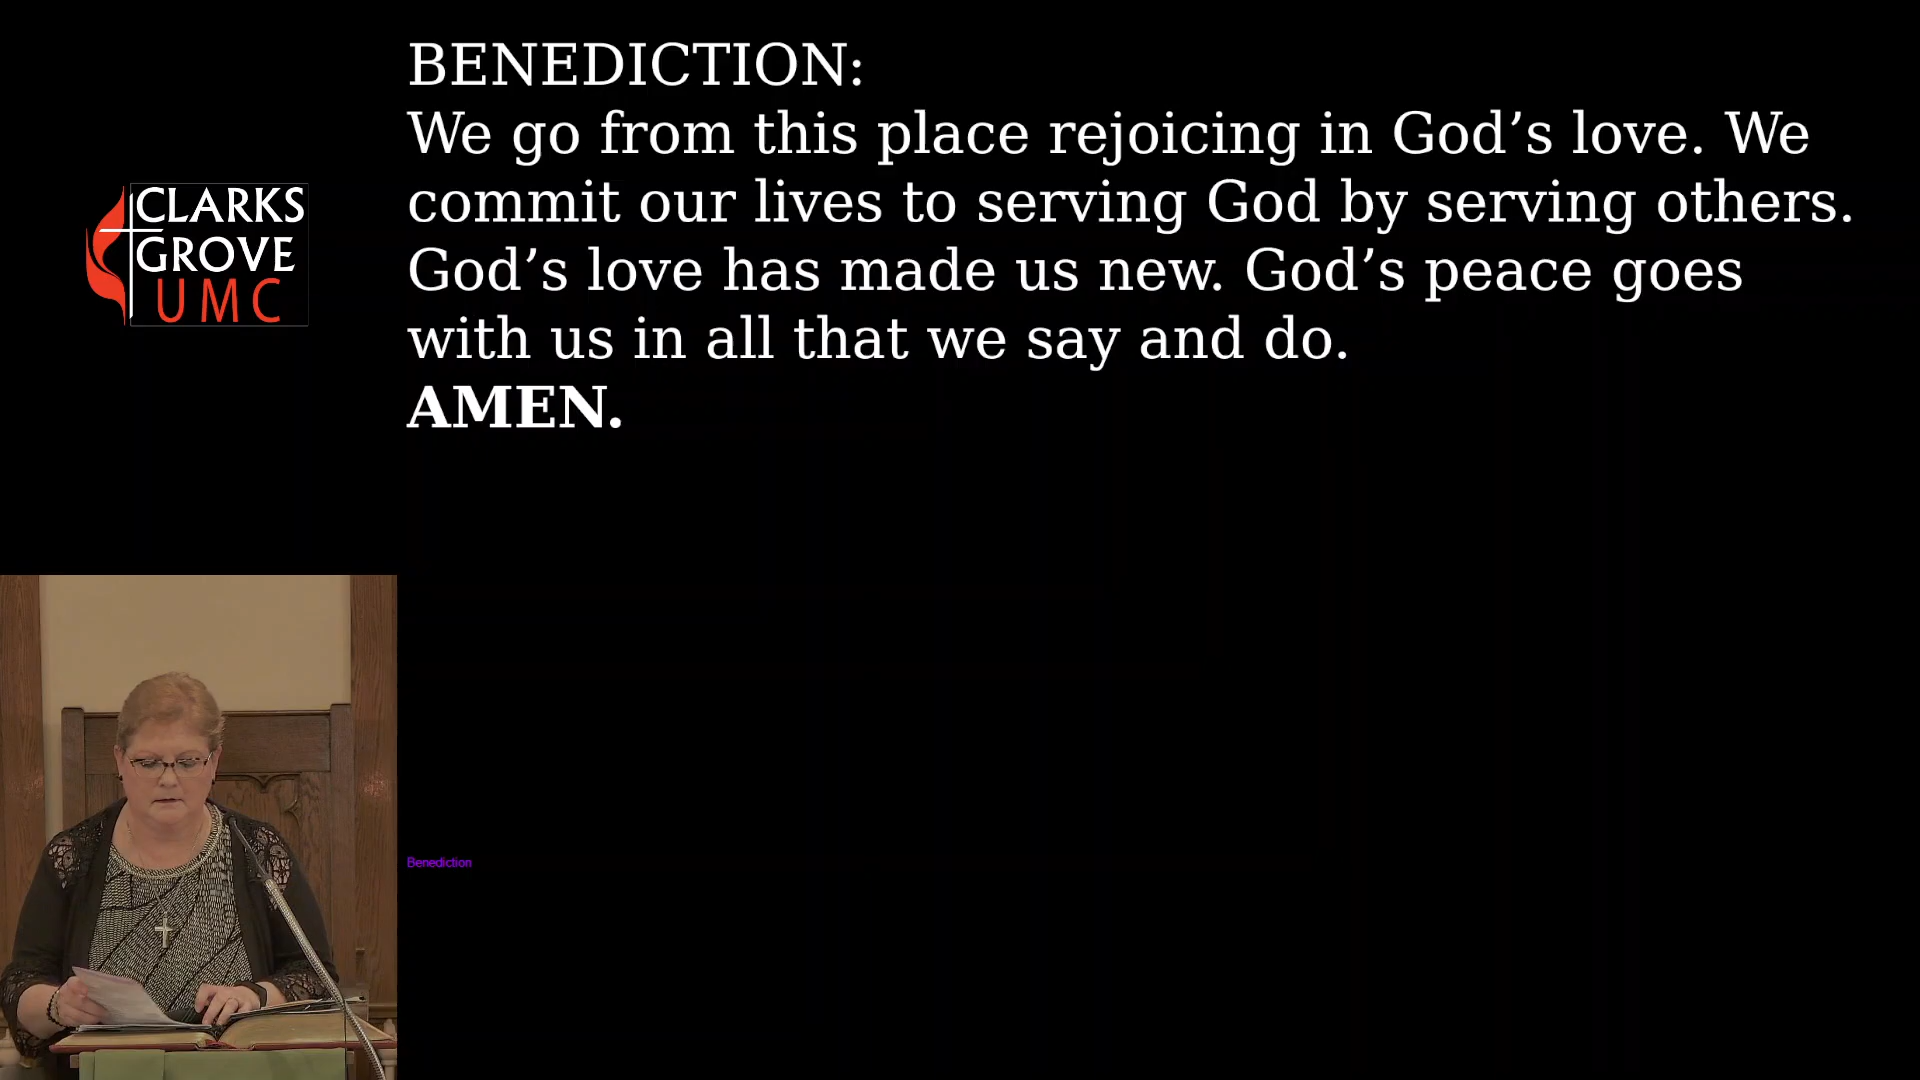 BENEDICTION:
We go from this place rejoicing in God’s love. We
commit our lives to serving God by serving others.
God’s love has made us new. God’s peace goes
with us in all that we say and do.
AMEN.
CLARKS
GROVE
UMC
Benediction